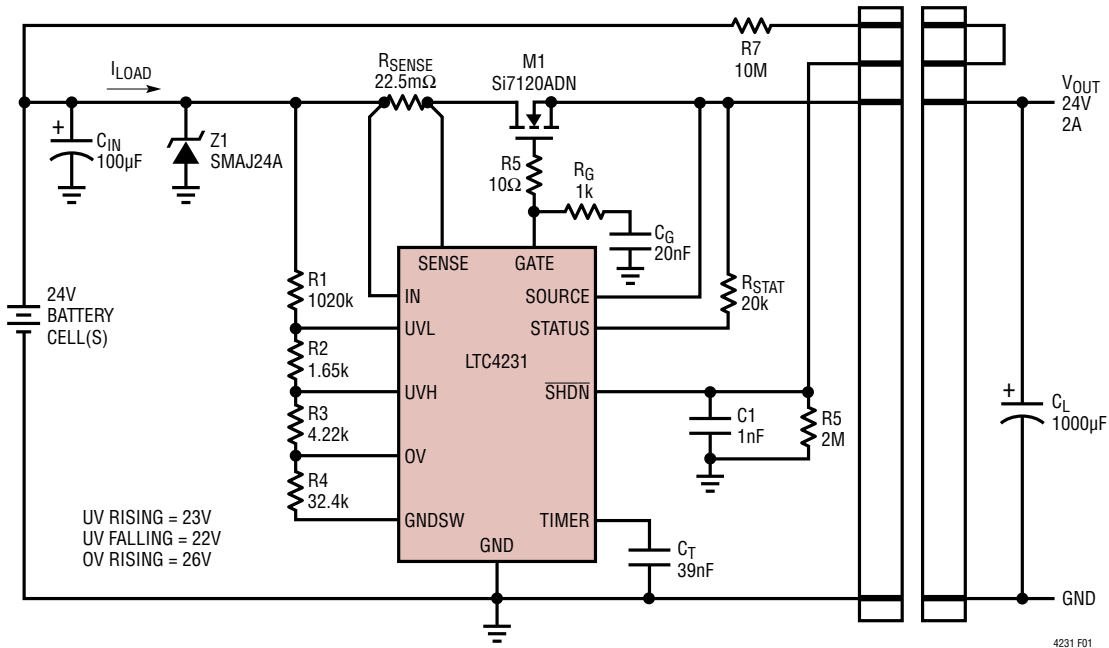 R7
10M
I_LOAD
R_SENSE
22.5mΩ
M1
Si7120ADN
V_OUT
24V
2A
+
C_IN
100µF
Z1
SMAJ24A
R5
10Ω
R_G
1k
C_G
20nF
SENSE
GATE
24V
BATTERY
CELL(S)
R1
1020k
IN
SOURCE
R_STAT
20k
UVL
STATUS
R2
1.65k
LTC4231
UVH
S̅H̅D̅N̅
R3
4.22k
C1
1nF
R5
2M
+
C_L
1000µF
OV
R4
32.4k
GNDSW
TIMER
GND
C_T
39nF
UV RISING = 23V
UV FALLING = 22V
OV RISING = 26V
GND
4231 F01